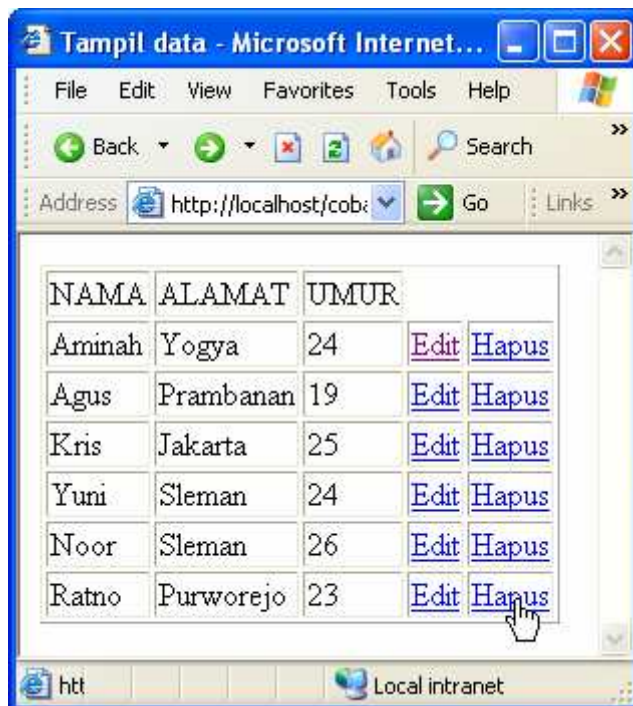 Tampil data - Microsoft Internet...
File Edit View Favorites Tools Help
Back Search »
Address http://localhost/coba Go Links »
NAMA ALAMAT UMUR
Aminah Yogya 24 Edit Hapus
Agus Prambanan 19 Edit Hapus
Kris Jakarta 25 Edit Hapus
Yuni Sleman 24 Edit Hapus
Noor Sleman 26 Edit Hapus
Ratno Purworejo 23 Edit Hapus
htt Local intranet